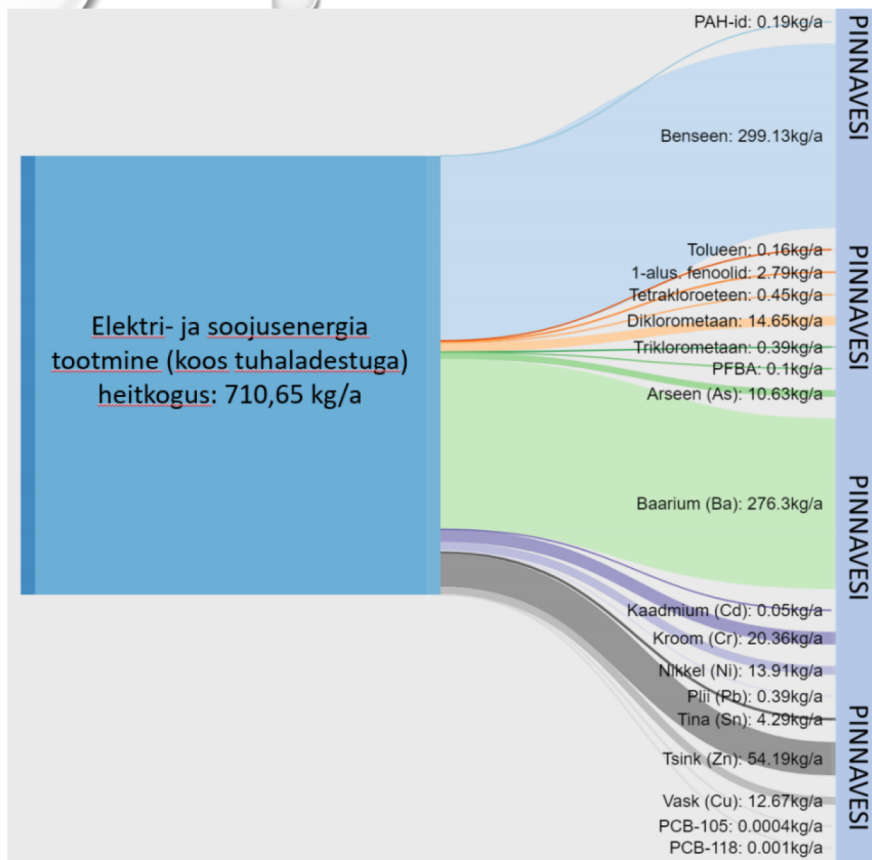 PAH-id: 0.19kg/a
Benseen: 299.13kg/a
Tolueen: 0.16kg/a
1-alus. fenoolid: 2.79kg/a
Tetrakloroeteen: 0.45kg/a
Diklorometaan: 14.65kg/a
Triklorometaan: 0.39kg/a
PFBA: 0.1kg/a
Arseen (As): 10.63kg/a
Elektri- ja soojusenergia
tootmine (koos tuhaladestuga)
heitkogus: 710,65 kg/a
Baarium (Ba): 276.3kg/a
Kaadmium (Cd): 0.05kg/a
Kroom (Cr): 20.36kg/a
Nikkel (Ni): 13.91kg/a
Plii (Pb): 0.39kg/a
Tina (Sn): 4.29kg/a
Tsink (Zn): 54.19kg/a
Vask (Cu): 12.67kg/a
PCB-105: 0.0004kg/a
PCB-118: 0.001kg/a
PINNAVESI
PINNAVESI
PINNAVESI
PINNAVESI